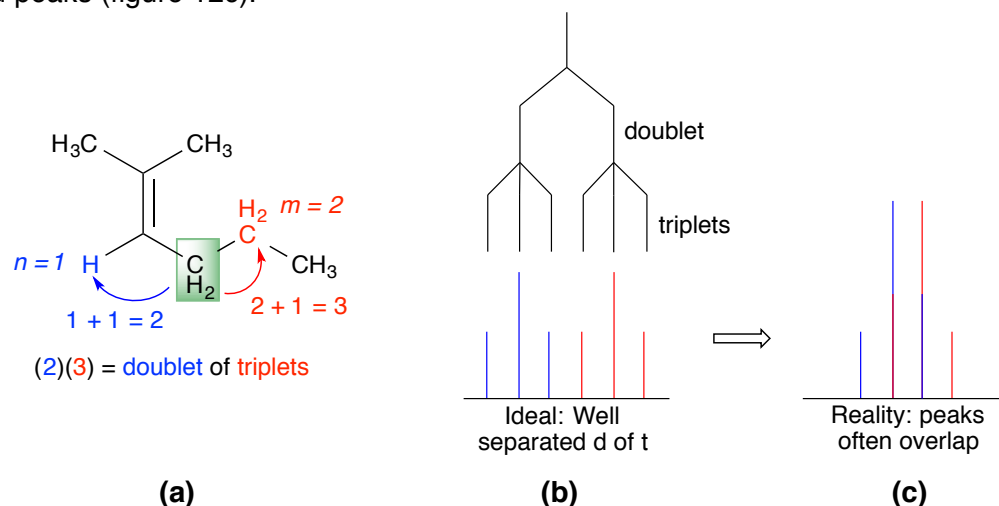 peaks (figure 12c).
H3C
CH3
H2
C
m = 2
n = 1
H
C
H2
CH3
1 + 1 = 2
2 + 1 = 3
(2)(3) = doublet of triplets
doublet
triplets
Ideal: Well
separated d of t
Reality: peaks
often overlap
(a)
(b)
(c)